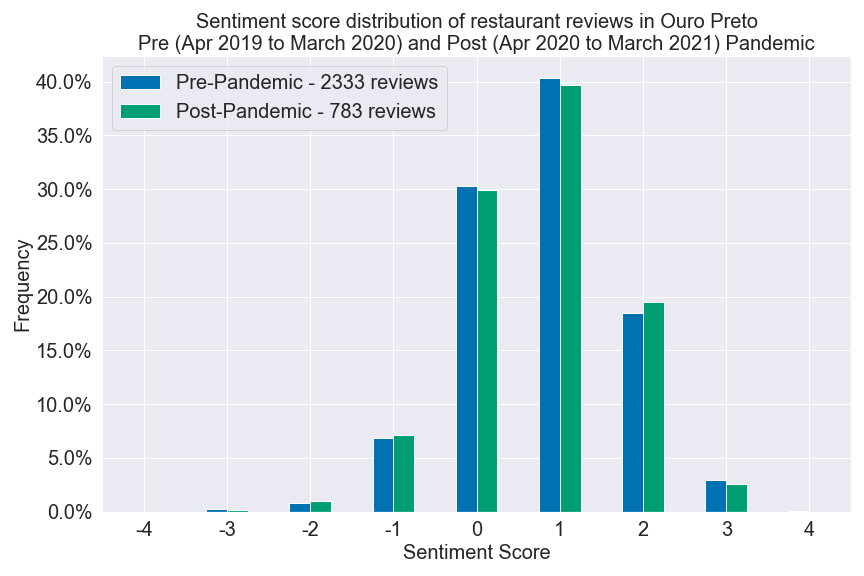 Sentiment score distribution of restaurant reviews in Ouro Preto
Pre (Apr 2019 to March 2020) and Post (Apr 2020 to March 2021) Pandemic
Pre-Pandemic - 2333 reviews
Post-Pandemic - 783 reviews
Frequency
40.0%
35.0%
30.0%
25.0%
20.0%
15.0%
10.0%
5.0%
0.0%
-4 -3 -2 -1 0 1 2 3 4
Sentiment Score